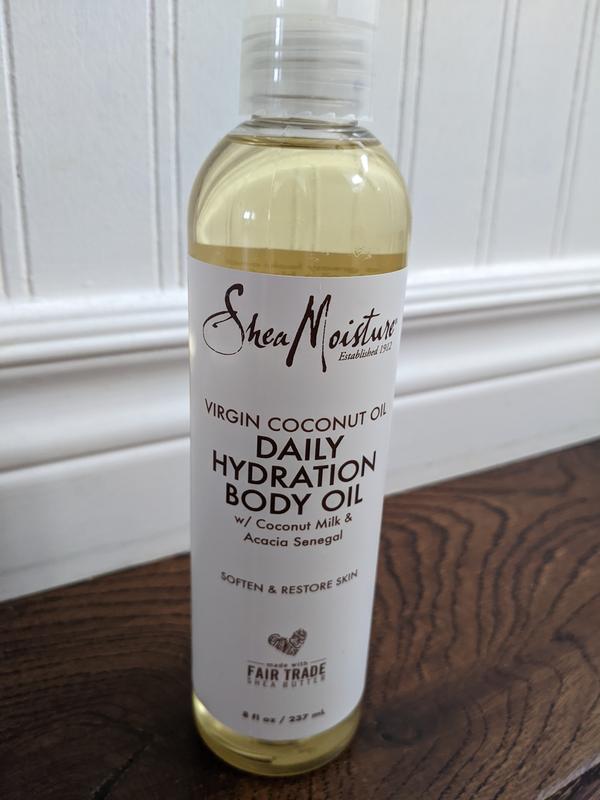 SheaMoisture
Established 1912
VIRGIN COCONUT OIL
DAILY
HYDRATION
BODY OIL
w/ Coconut Milk &
Acacia Senegal
SOFTEN & RESTORE SKIN
made with
FAIR TRADE
SHEA BUTTER
8 fl oz / 237 mL